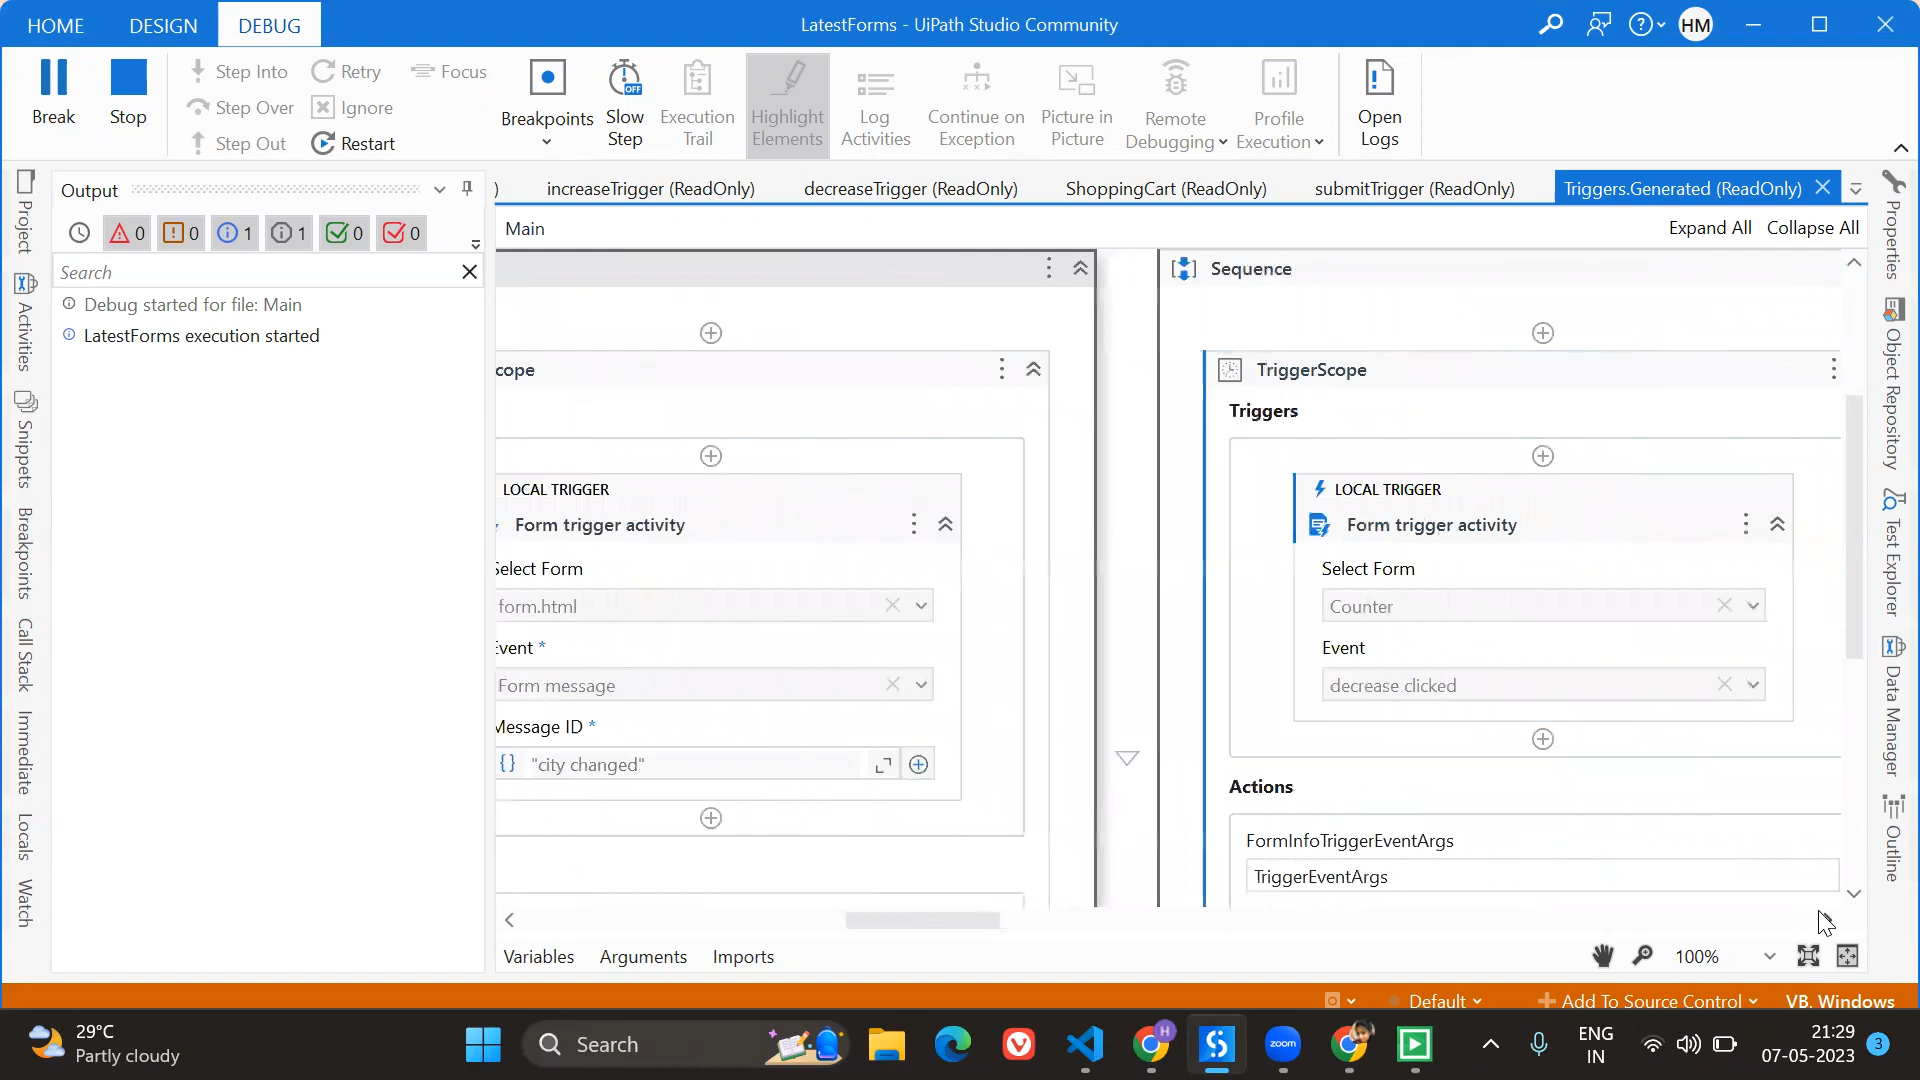 HOME
DESIGN
DEBUG
LatestForms - UiPath Studio Community
HM
Break
Stop
Step Into
Step Over
Step Out
Retry
Ignore
Restart
Focus
Breakpoints
OFF
Slow
Step
Execution
Trail
Highlight
Elements
Log
Activities
Continue on
Exception
Picture in
Picture
Remote
Debugging
Profile
Execution
Open
Logs
Project
Activities
Snippets
Breakpoints
Call Stack
Immediate
Locals
Watch
Output
0
0
1
1
0
0
Search
Debug started for file: Main
LatestForms execution started
)
increaseTrigger (ReadOnly)
decreaseTrigger (ReadOnly)
ShoppingCart (ReadOnly)
submitTrigger (ReadOnly)
Triggers.Generated (ReadOnly)
Main
Expand All
Collapse All
cope
LOCAL TRIGGER
Form trigger activity
Select Form
form.html
Event *
Form message
Message ID *
"city changed"
Sequence
TriggerScope
Triggers
LOCAL TRIGGER
Form trigger activity
Select Form
Counter
Event
decrease.clicked
Actions
FormInfoTriggerEventArgs
TriggerEventArgs
Variables
Arguments
Imports
100%
Properties
Object Repository
Test Explorer
Data Manager
Outline
Default
Add To Source Control
VB. Windows
29°C
Partly cloudy
Search
H
zoom
ENG
IN
21:29
07-05-2023
3